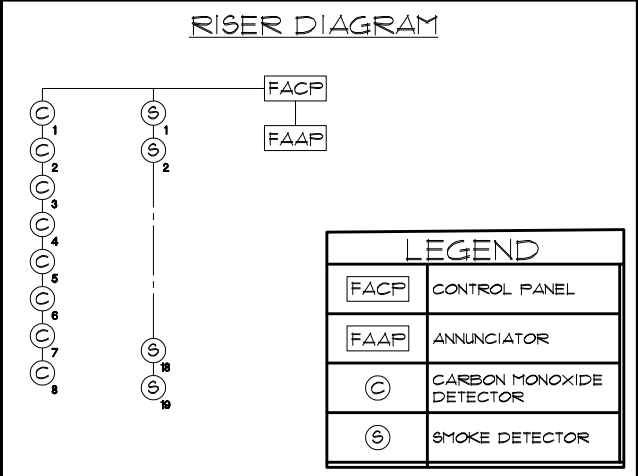 RISER DIAGRAM
FACP
FAAP
C
1
C
2
C
3
C
4
C
5
C
6
C
7
C
8
S
1
S
2
S
18
S
19
LEGEND
FACP CONTROL PANEL
FAAP ANNUNCIATOR
C CARBON MONOXIDE
DETECTOR
S SMOKE DETECTOR